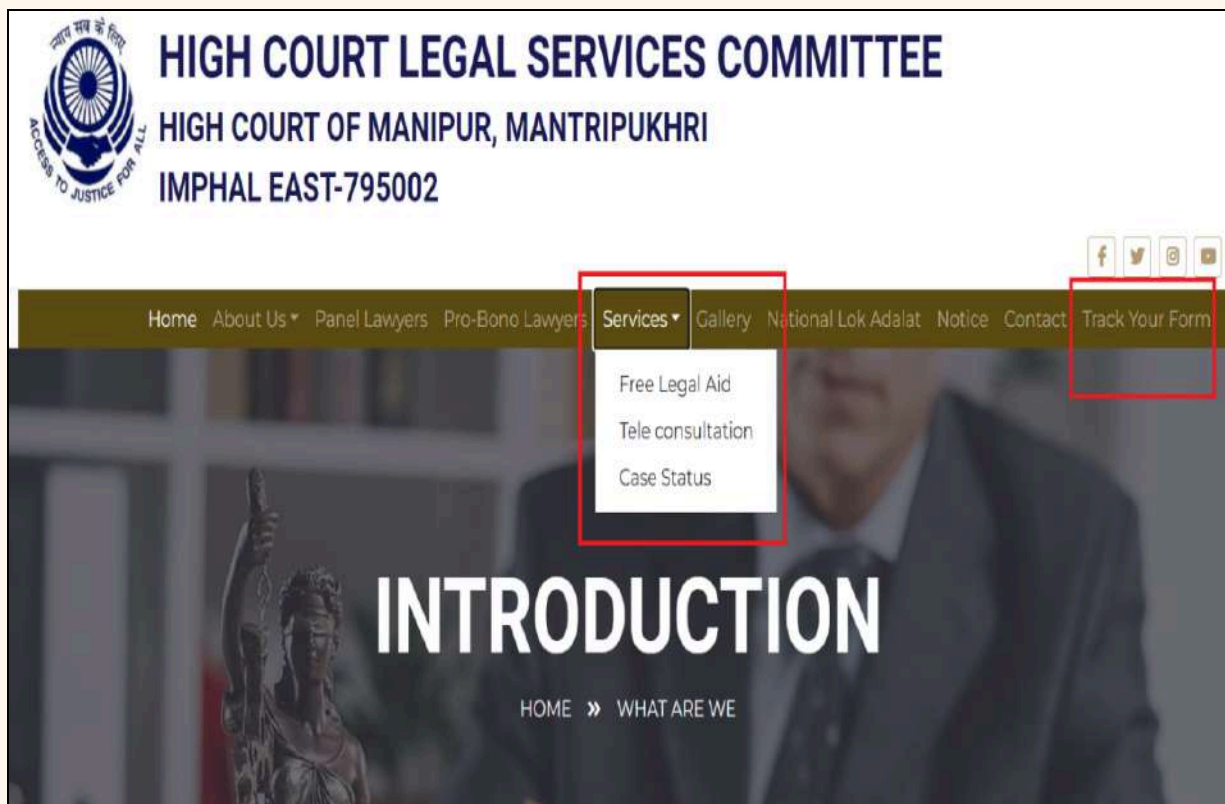 न्याय सब के लिए
ACCESS TO JUSTICE FOR ALL
HIGH COURT LEGAL SERVICES COMMITTEE
HIGH COURT OF MANIPUR, MANTRIPUKHRI
IMPHAL EAST-795002
Home About Us Panel Lawyers Pro-Bono Lawyers Services Gallery National Lok Adalat Notice Contact Track Your Form
Free Legal Aid
Tele consultation
Case Status
INTRODUCTION
HOME » WHAT ARE WE